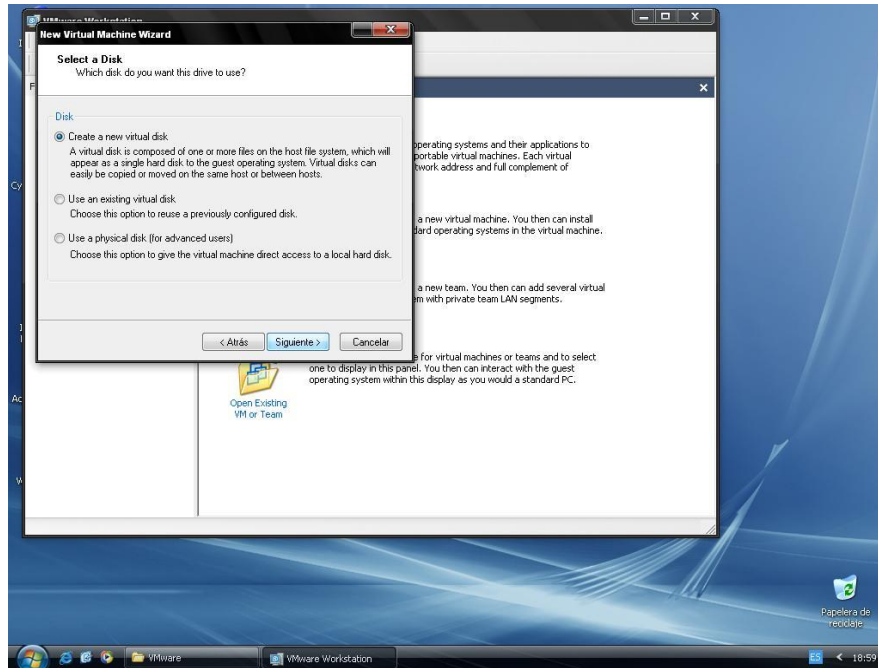 VMware Workstation
New Virtual Machine Wizard
Select a Disk
Which disk do you want this drive to use?
Disk
Create a new virtual disk
A virtual disk is composed of one or more files on the host file system, which will
appear as a single hard disk to the guest operating system. Virtual disks can
easily be copied or moved on the same host or between hosts.
Use an existing virtual disk
Choose this option to reuse a previously configured disk.
Use a physical disk (for advanced users)
Choose this option to give the virtual machine direct access to a local hard disk.
< Atrás
Siguiente >
Cancelar
operating systems and their applications to
portable virtual machines. Each virtual
twork address and full complement of
a new virtual machine. You then can install
dard operating systems in the virtual machine.
a new team. You then can add several virtual
em with private team LAN segments.
e for virtual machines or teams and to select
one to display in this panel. You then can interact with the guest
operating system within this display as you would a standard PC.
Open Existing
VM or Team
Cy
Ac
Papelera de
reciclaje
VMware
VMware Workstation
ES
<
18:59